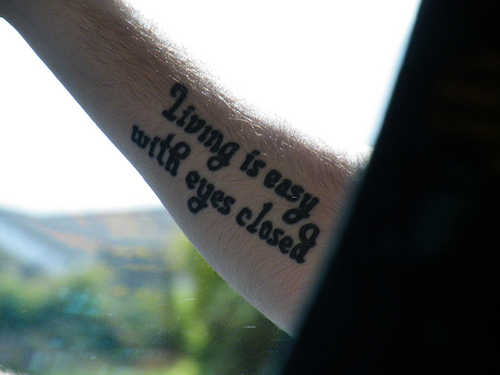 living is easy
with eyes closed